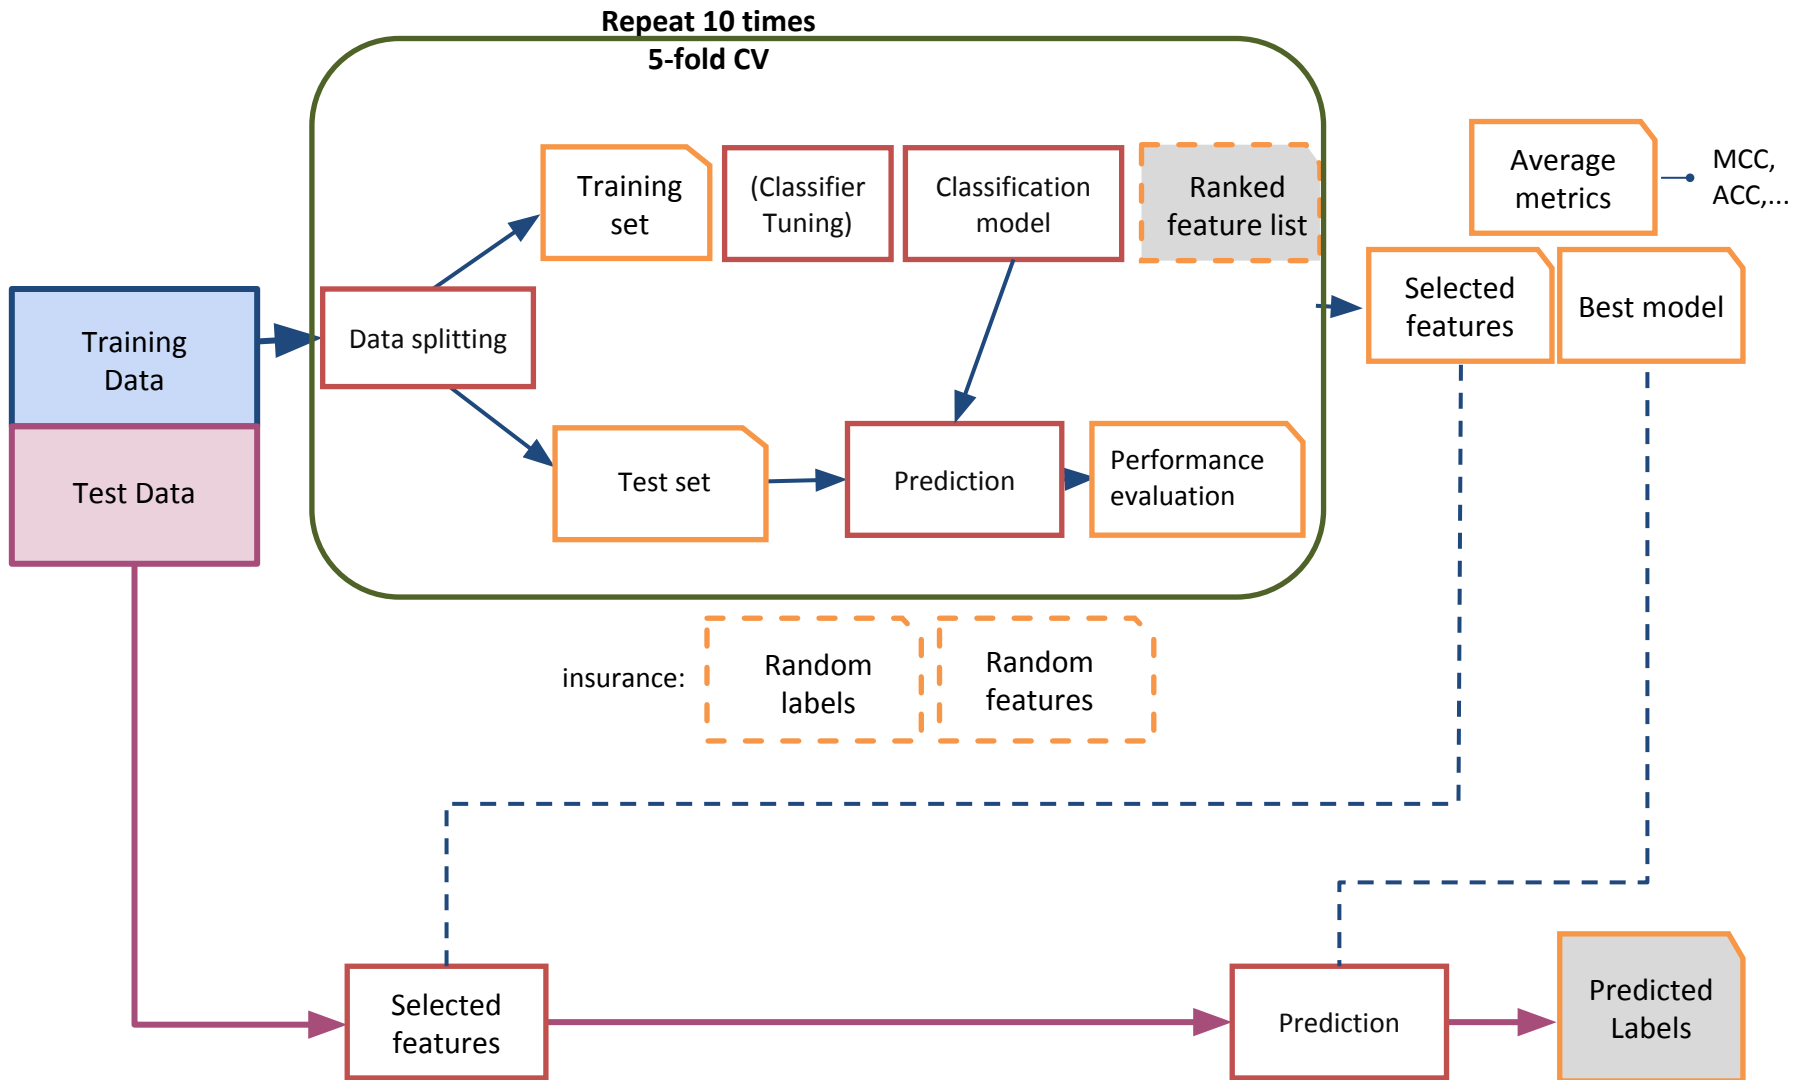 Repeat 10 times
5-fold CV
Training
set
(Classifier
Tuning)
Classification
model
Ranked
feature list
Average
metrics
MCC,
ACC,...
Selected
features
Best model
Training
Data
Data splitting
Test Data
Test set
Prediction
Performance
evaluation
insurance:
Random
labels
Random
features
Selected
features
Prediction
Predicted
Labels